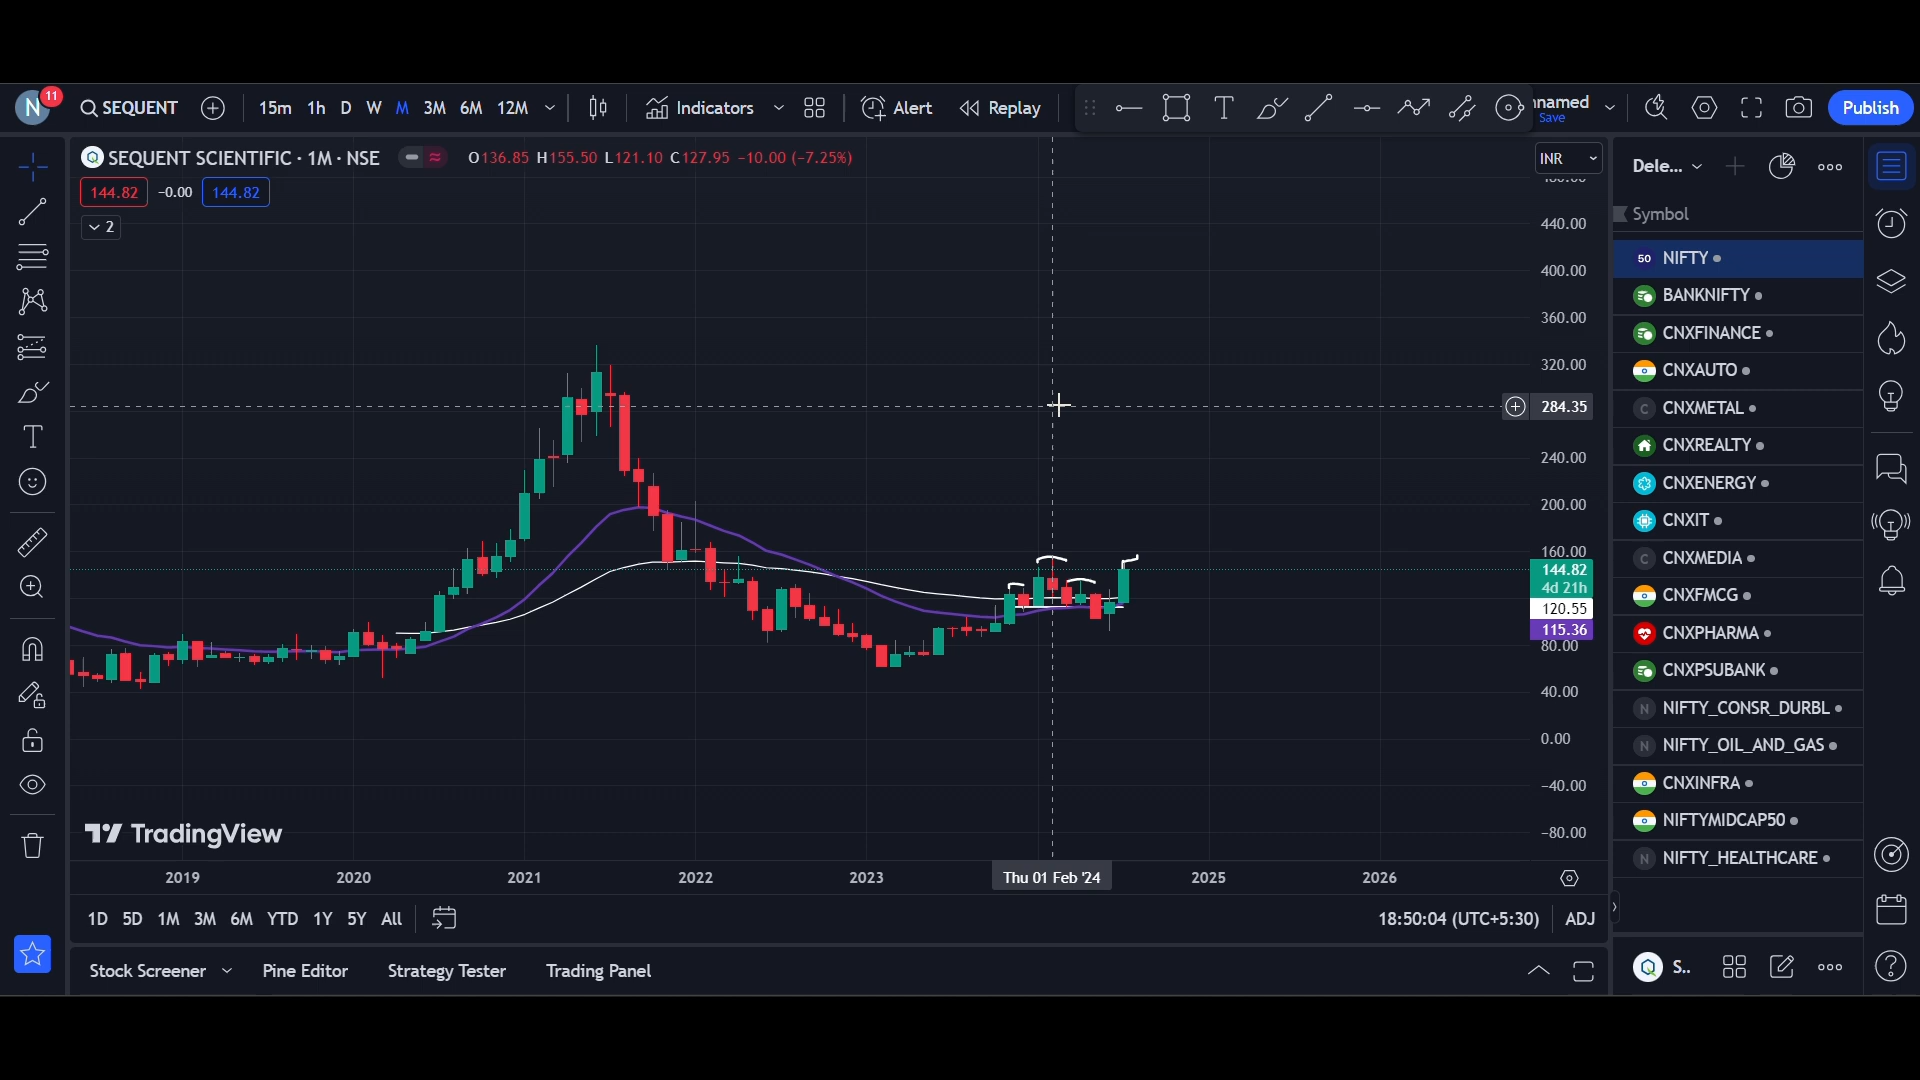 N 11 SEQUENT 15m 1h D W M 3M 6M 12M Indicators Alert Replay Save Publish
SEQUENT SCIENTIFIC · 1M · NSE O136.85 H155.50 L121.10 C127.95 -10.00 (-7.25%) INR
144.82 -0.00 144.82
2
440.00
400.00
360.00
320.00
284.35
240.00
200.00
160.00
144.82
4d 21h
120.55
115.36
80.00
40.00
0.00
-40.00
-80.00
TradingView
2019 2020 2021 2022 2023 Thu 01 Feb '24 2025 2026
1D 5D 1M 3M 6M YTD 1Y 5Y All 18:50:04 (UTC+5:30) ADJ
Stock Screener Pine Editor Strategy Tester Trading Panel
Dele...
Symbol
50 NIFTY
BANKNIFTY
CNXFINANCE
CNXAUTO
C CNXMETAL
CNXREALTY
CNXENERGY
CNXIT
C CNXMEDIA
CNXFMCG
CNXPHARMA
CNXPSUBANK
N NIFTY_CONSR_DURBL
N NIFTY_OIL_AND_GAS
CNXINFRA
NIFTYMIDCAP50
N NIFTY_HEALTHCARE
S..